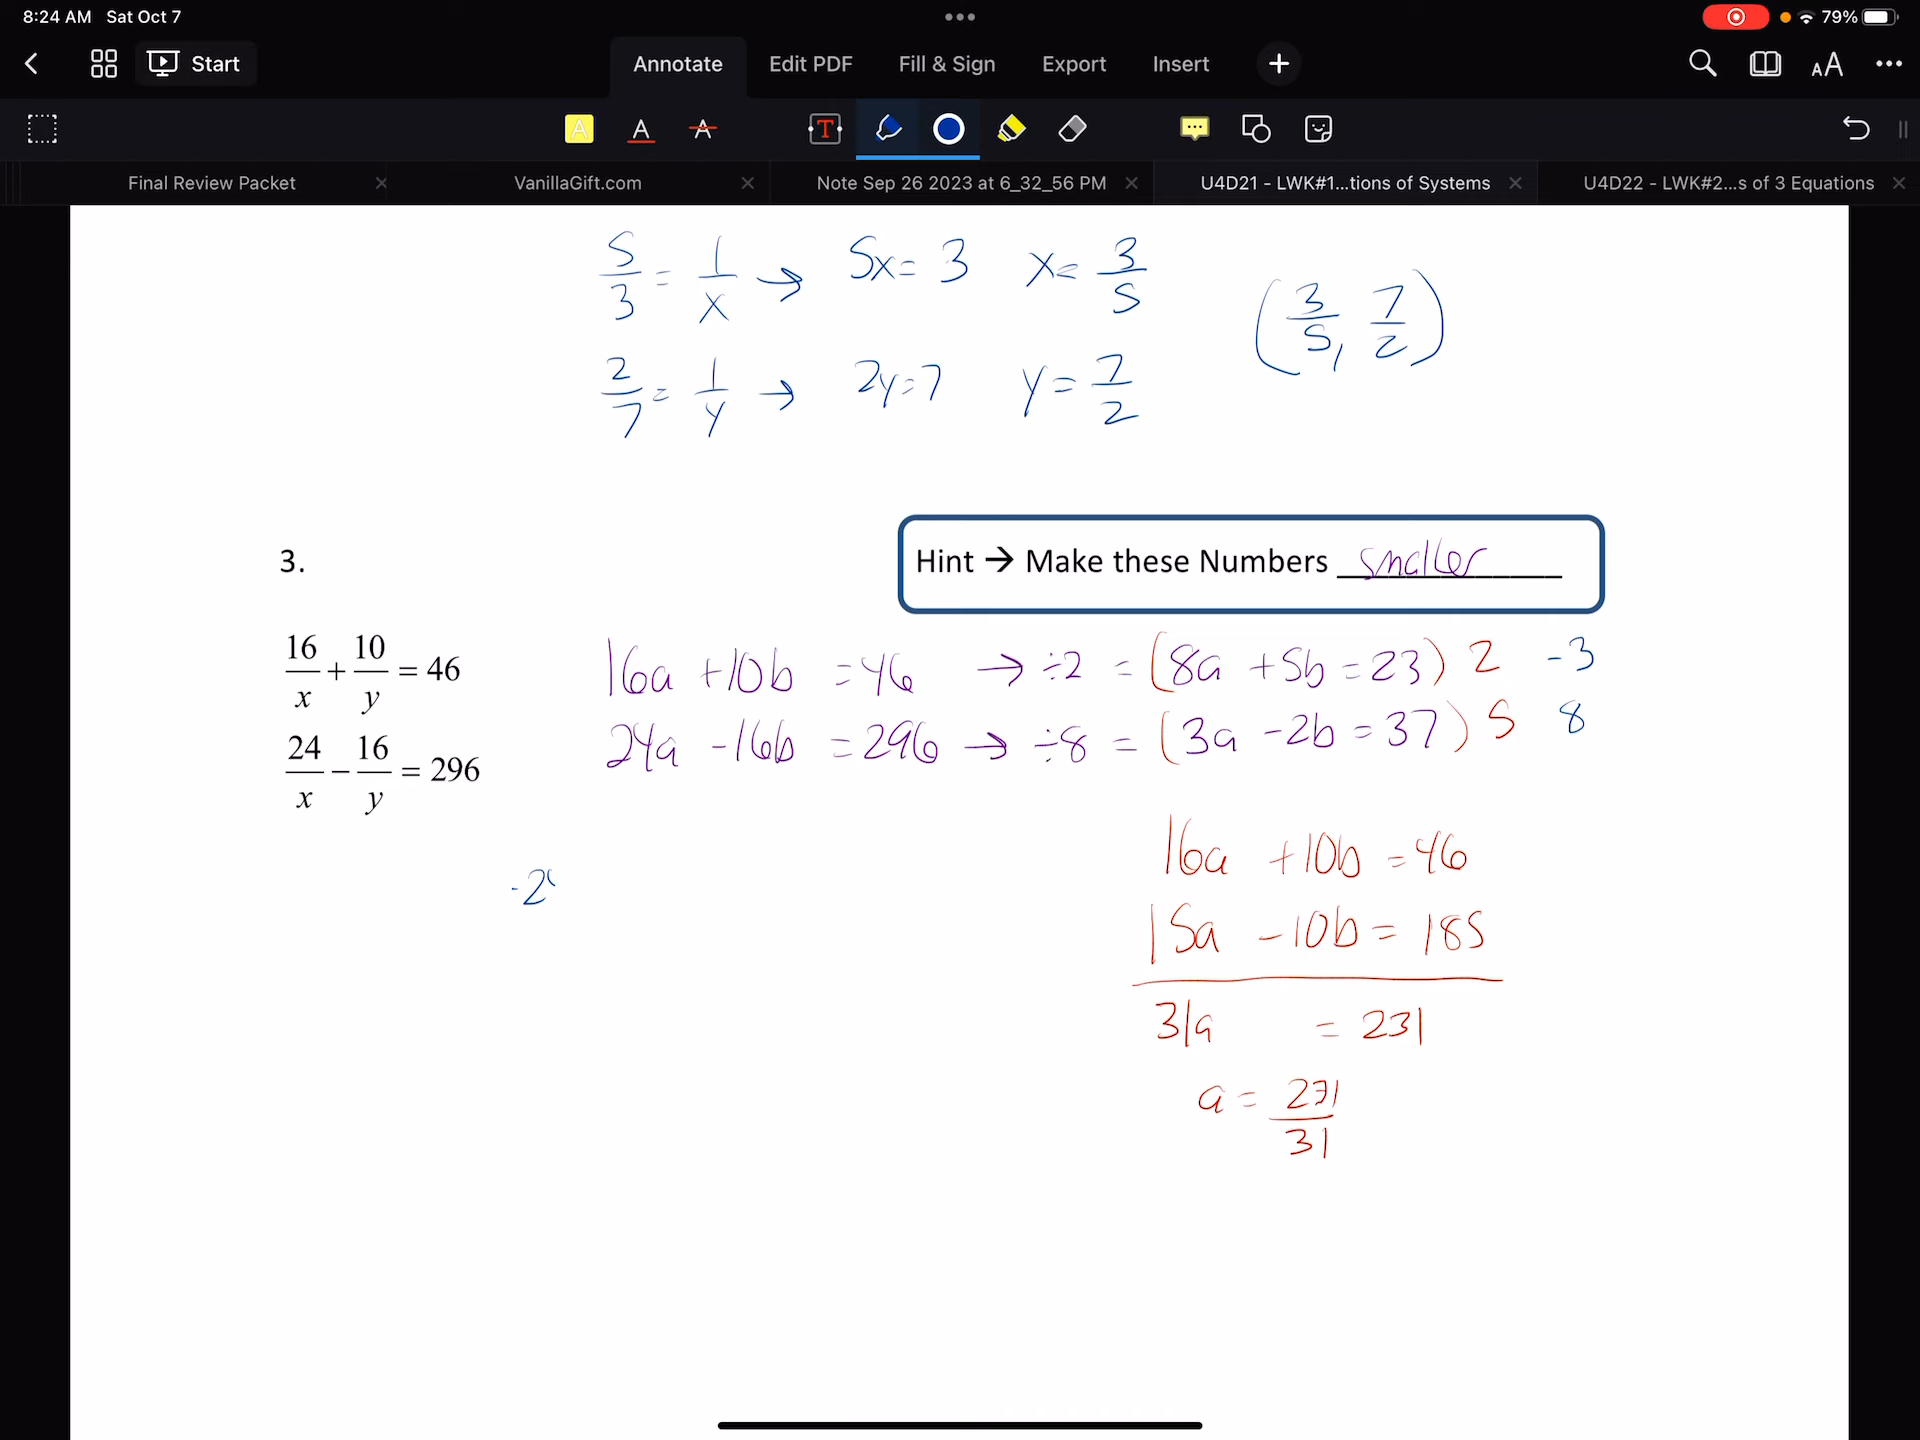 8:24 AM Sat Oct 7
79%
Start
Annotate
Edit PDF
Fill & Sign
Export
Insert
AA
A A A T
Final Review Packet
VanillaGift.com
Note Sep 26 2023 at 6_32_56 PM
U4D21 - LWK#1...tions of Systems
U4D22 - LWK#2...s of 3 Equations
5/3 = 1/x → 5x = 3 x = 3/5
(3/5, 7/2)
2/7 = 1/y → 2y = 7 y = 7/2
3.
Hint → Make these Numbers smaller
16/x + 10/y = 46
24/x − 16/y = 296
16a + 10b = 46 → ÷2 = (8a + 5b = 23) 2 -3
24a - 16b = 296 → ÷8 = (3a - 2b = 37) 5 8
16a + 10b = 46
15a - 10b = 185
31a = 231
a = 231/31